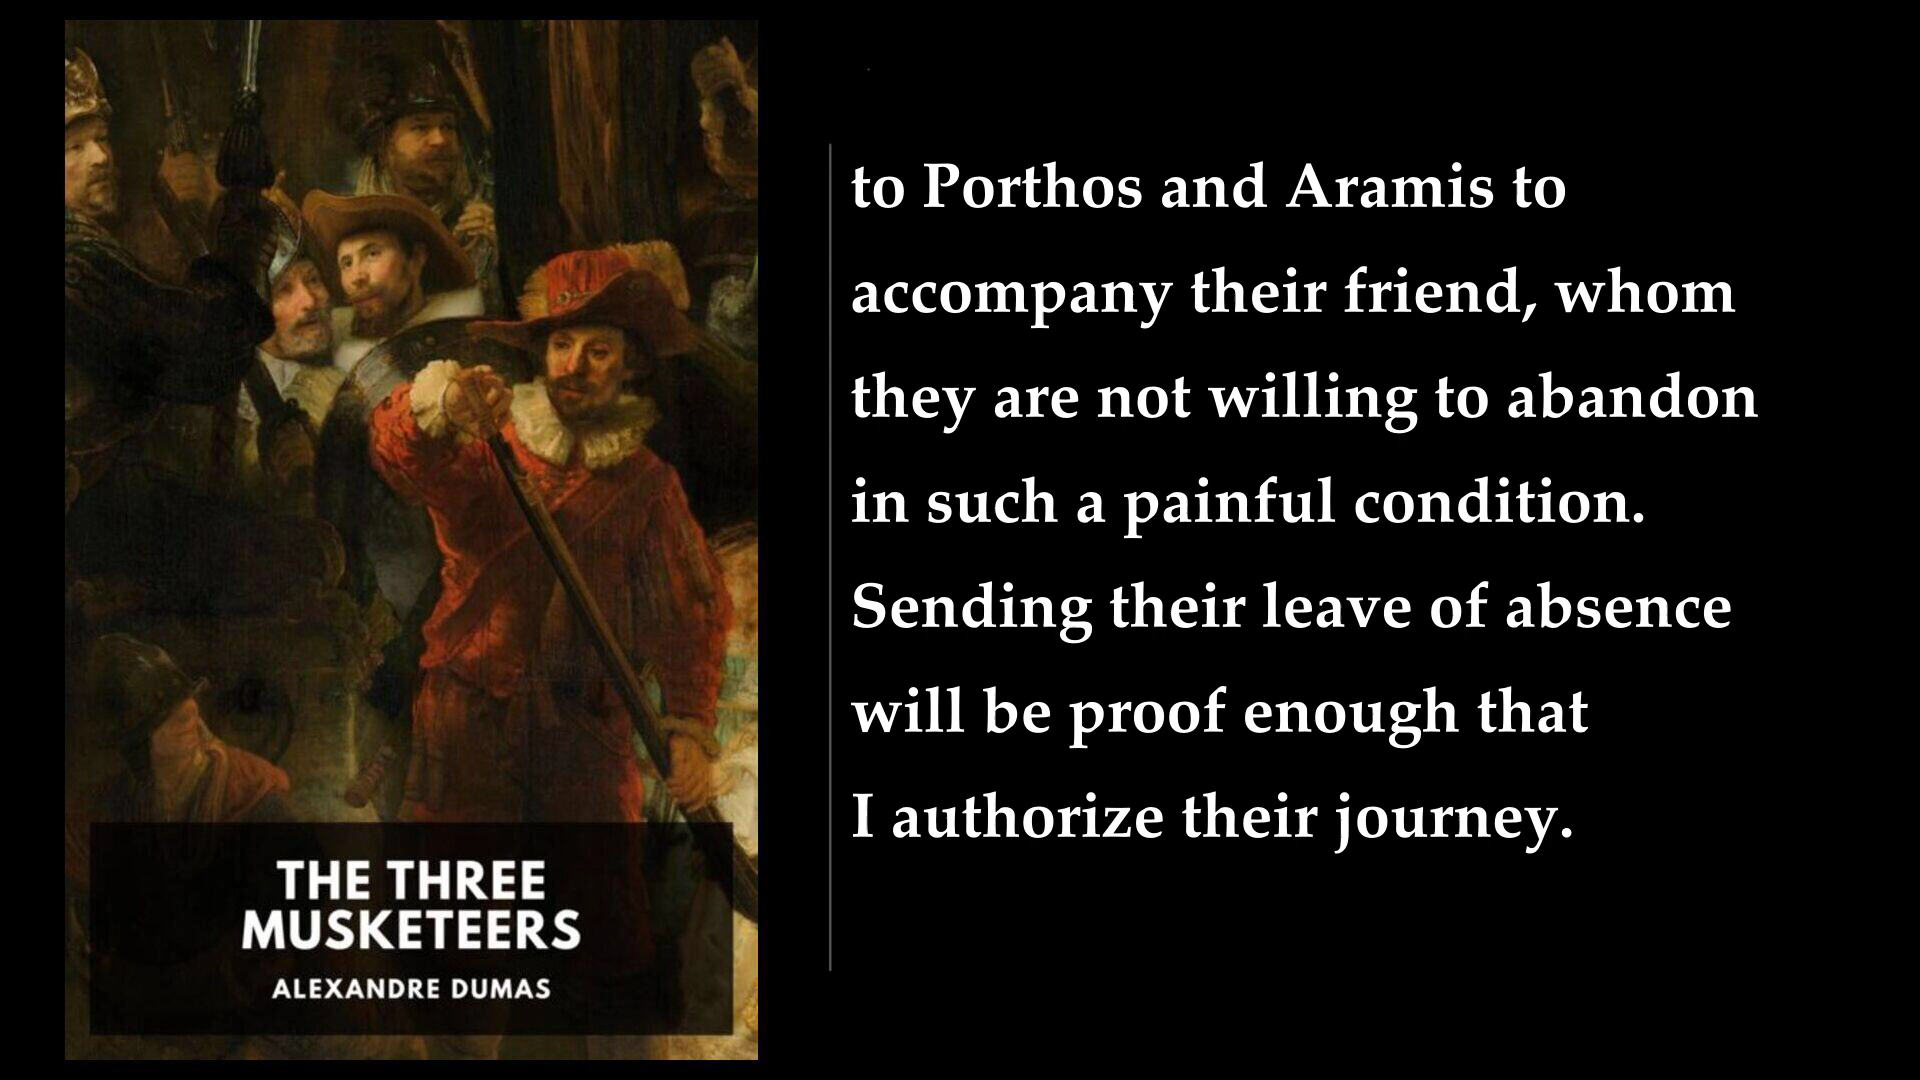 to Porthos and Aramis to
accompany their friend, whom
they are not willing to abandon
in such a painful condition.
Sending their leave of absence
will be proof enough that
I authorize their journey.
THE THREE
MUSKETEERS
ALEXANDRE DUMAS